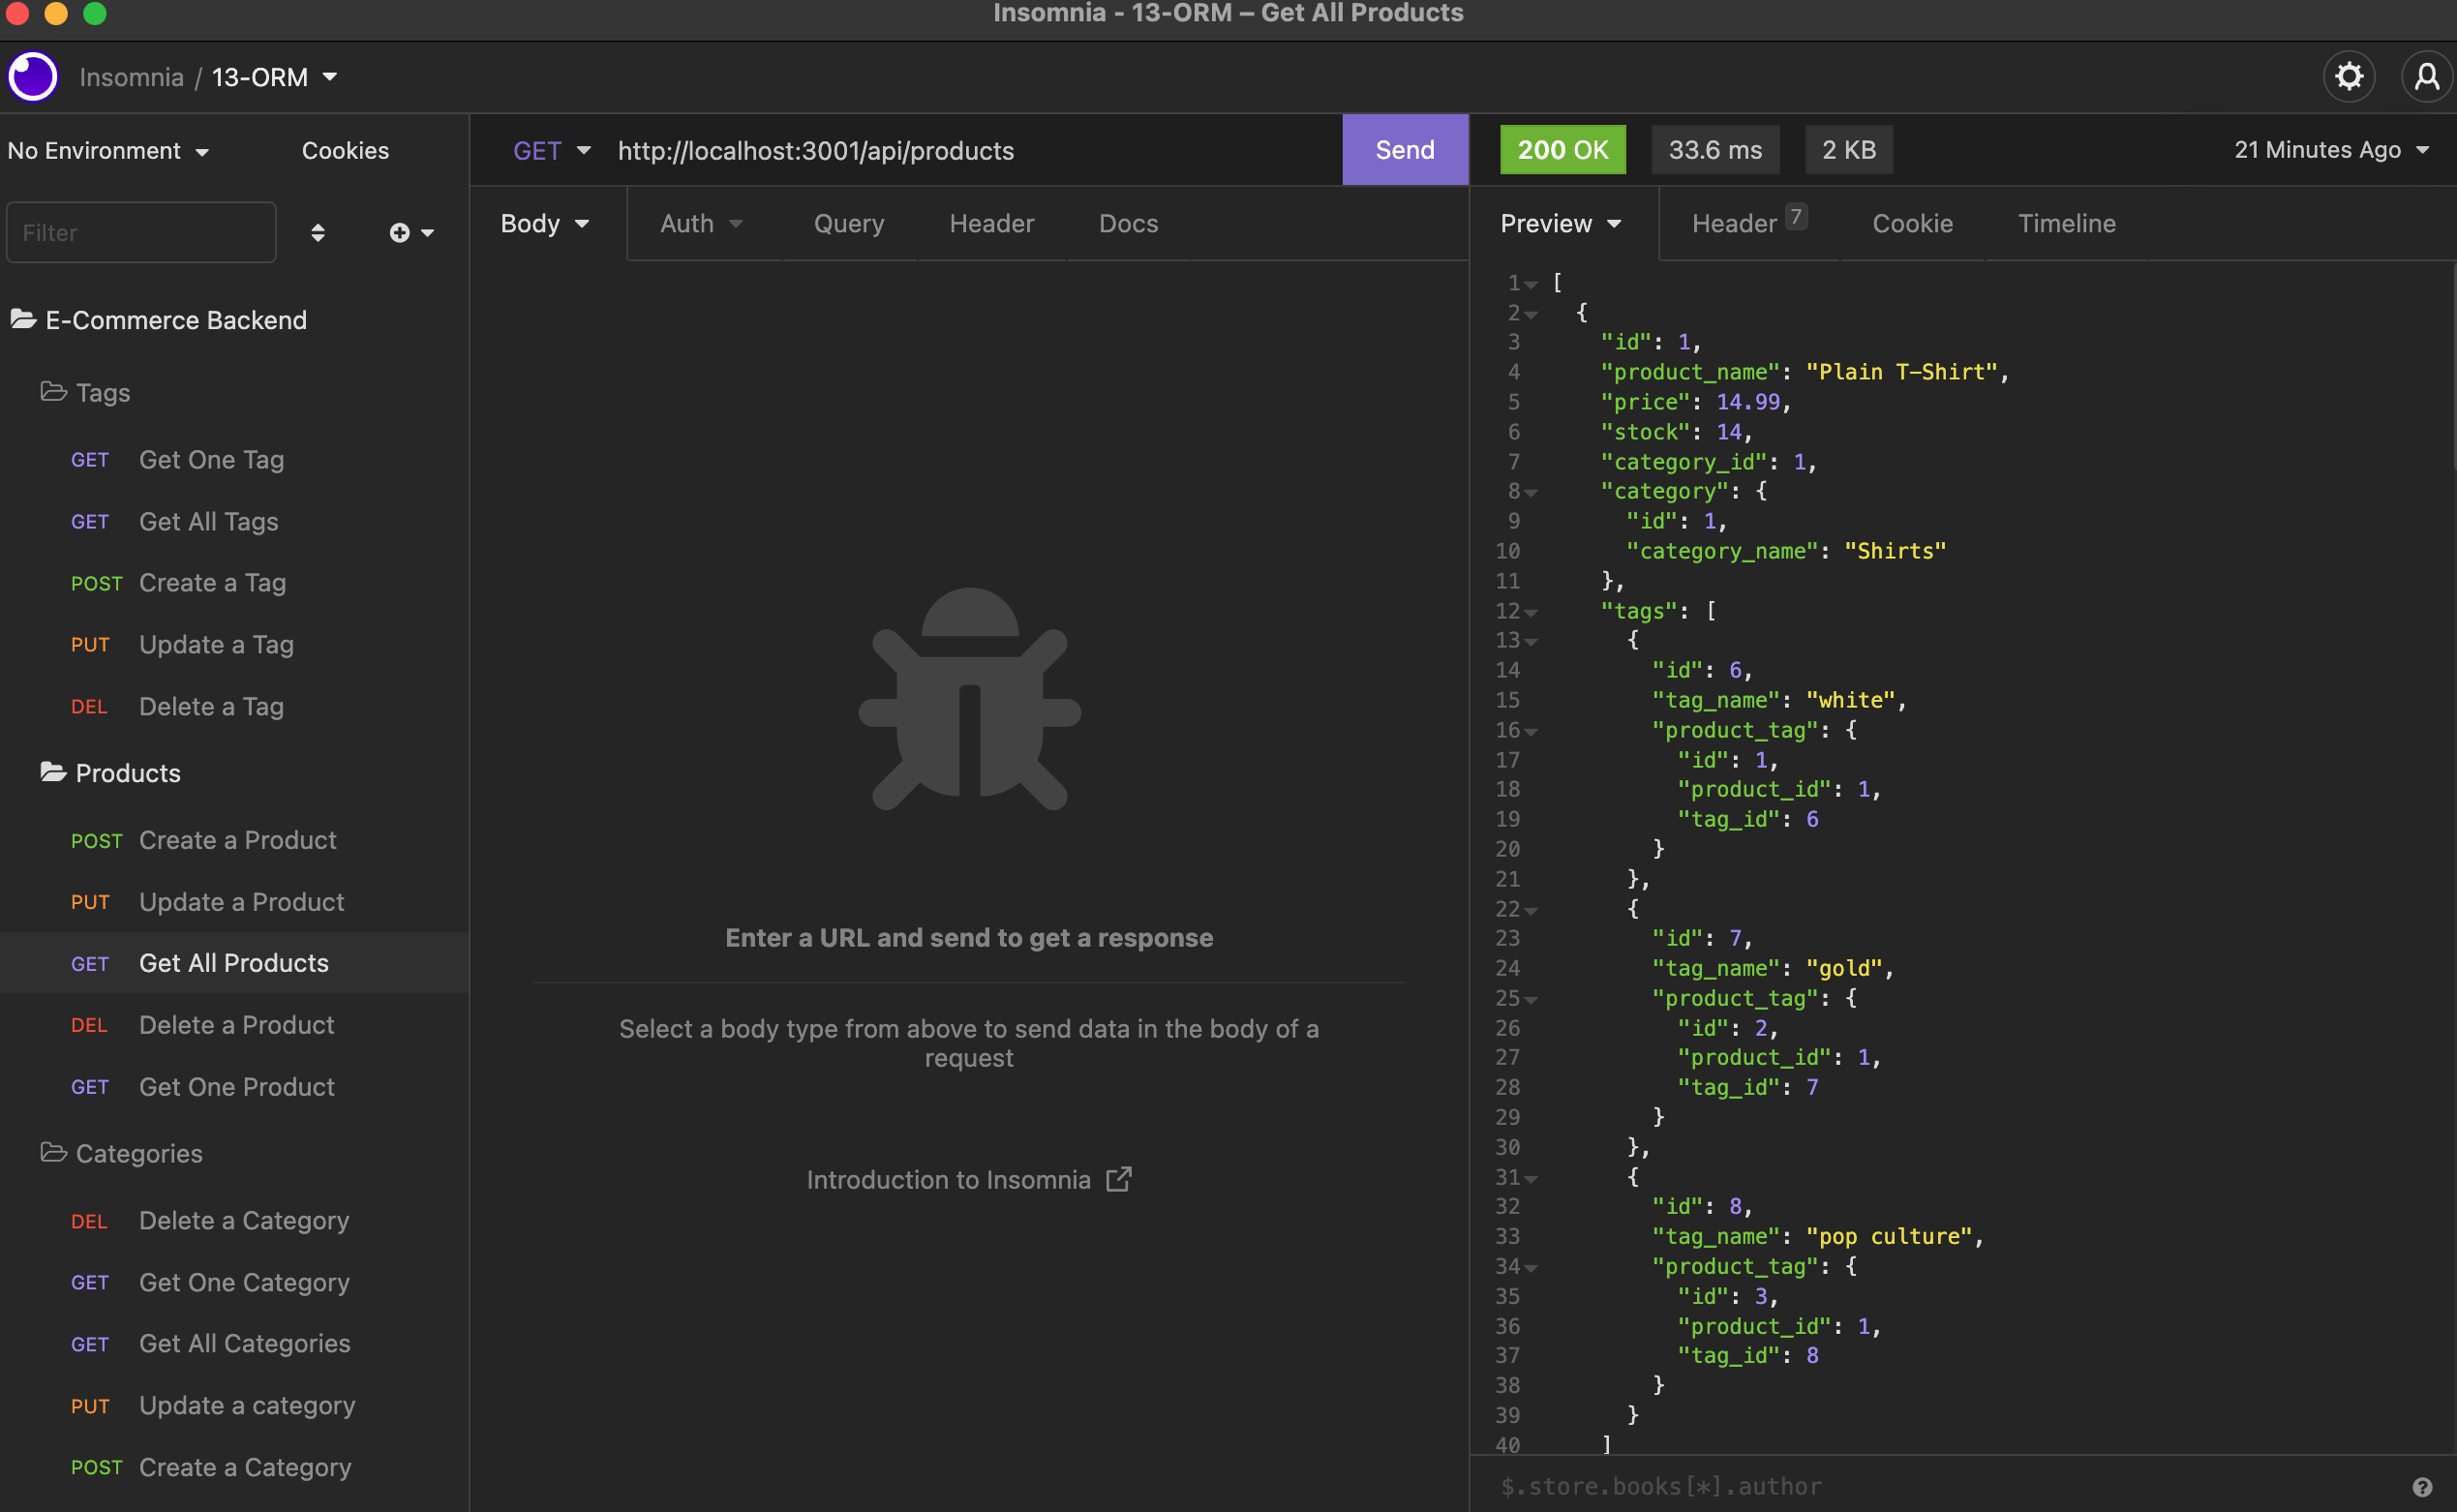 Insomnia - 13-ORM – Get All Products
Insomnia / 13-ORM
No Environment
Cookies
Filter
E-Commerce Backend
Tags
GET Get One Tag
GET Get All Tags
POST Create a Tag
PUT Update a Tag
DEL Delete a Tag
Products
POST Create a Product
PUT Update a Product
GET Get All Products
DEL Delete a Product
GET Get One Product
Categories
DEL Delete a Category
GET Get One Category
GET Get All Categories
PUT Update a category
POST Create a Category
GET http://localhost:3001/api/products Send
Body Auth Query Header Docs
Enter a URL and send to get a response
Select a body type from above to send data in the body of a
request
Introduction to Insomnia
200 OK 33.6 ms 2 KB 21 Minutes Ago
Preview Header 7 Cookie Timeline
1 [
2 {
3 "id": 1,
4 "product_name": "Plain T-Shirt",
5 "price": 14.99,
6 "stock": 14,
7 "category_id": 1,
8 "category": {
9 "id": 1,
10 "category_name": "Shirts"
11 },
12 "tags": [
13 {
14 "id": 6,
15 "tag_name": "white",
16 "product_tag": {
17 "id": 1,
18 "product_id": 1,
19 "tag_id": 6
20 }
21 },
22 {
23 "id": 7,
24 "tag_name": "gold",
25 "product_tag": {
26 "id": 2,
27 "product_id": 1,
28 "tag_id": 7
29 }
30 },
31 {
32 "id": 8,
33 "tag_name": "pop culture",
34 "product_tag": {
35 "id": 3,
36 "product_id": 1,
37 "tag_id": 8
38 }
39 }
40 ]
$.store.books[*].author